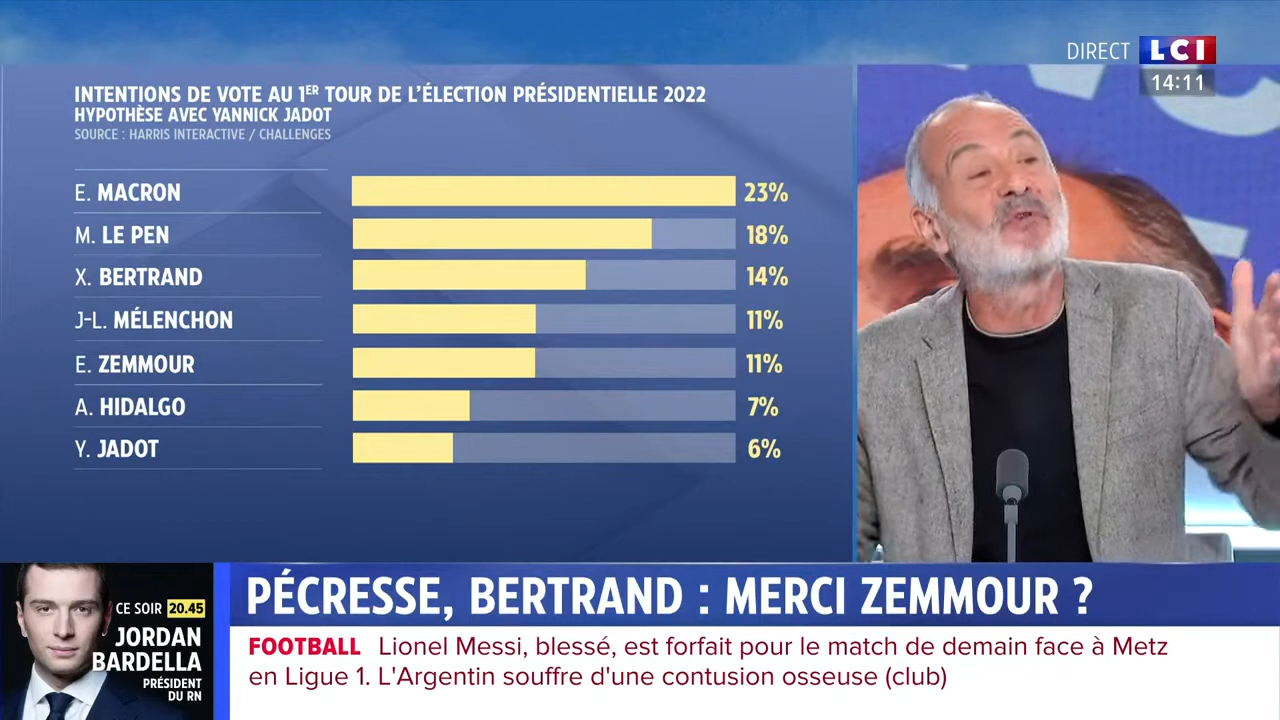 DIRECT LCI
14:11
INTENTIONS DE VOTE AU 1ER TOUR DE L'ÉLECTION PRÉSIDENTIELLE 2022
HYPOTHÈSE AVEC YANNICK JADOT
SOURCE : HARRIS INTERACTIVE / CHALLENGES
E. MACRON 23%
M. LE PEN 18%
X. BERTRAND 14%
J-L. MÉLENCHON 11%
E. ZEMMOUR 11%
A. HIDALGO 7%
Y. JADOT 6%
CE SOIR 20.45
JORDAN
BARDELLA
PRÉSIDENT
DU RN
PÉCRESSE, BERTRAND : MERCI ZEMMOUR ?
FOOTBALL Lionel Messi, blessé, est forfait pour le match de demain face à Metz
en Ligue 1. L'Argentin souffre d'une contusion osseuse (club)